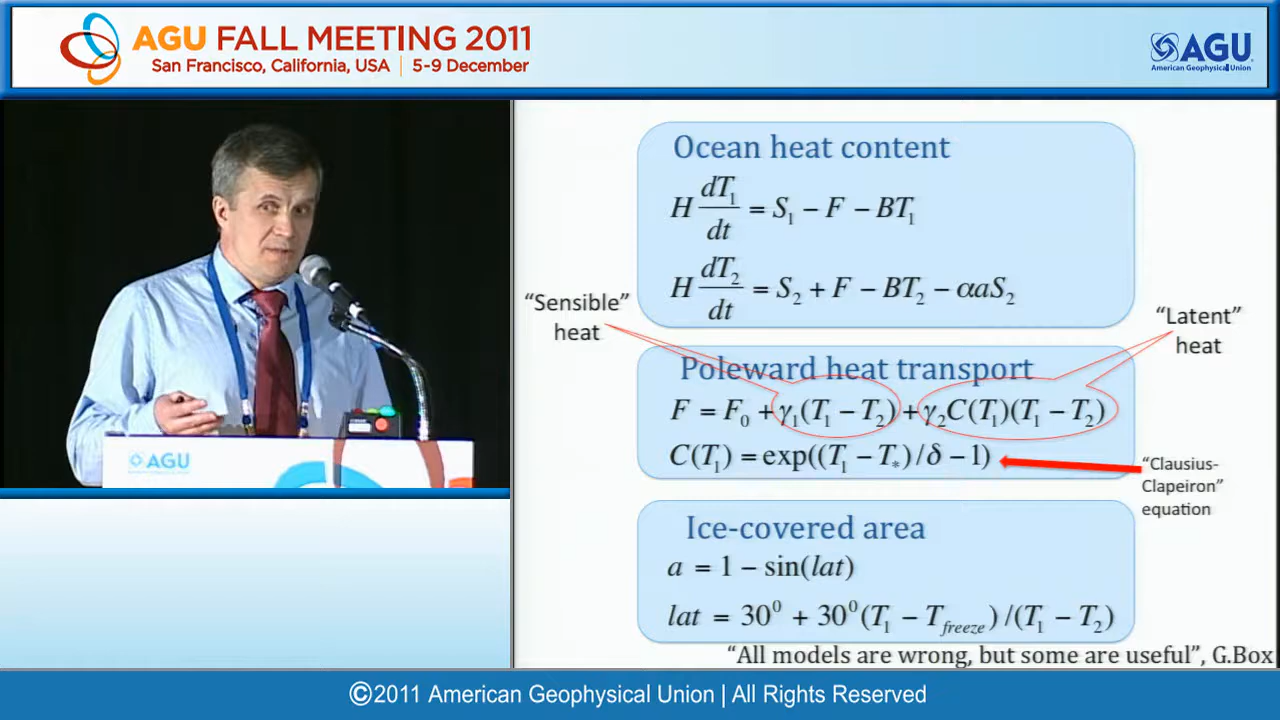 AGU FALL MEETING 2011
San Francisco, California, USA | 5-9 December
AGU
American Geophysical Union
AGU
Ocean heat content
H dT₁/dt = S₁ − F − BT₁
H dT₂/dt = S₂ + F − BT₂ − αaS₂
"Sensible"
heat
"Latent"
heat
Poleward heat transport
F = F₀ + γ₁(T₁ − T₂) + γ₂C(T₁)(T₁ − T₂)
C(T₁) = exp((T₁ − T*)/δ − 1)
"Clausius-
Clapeiron"
equation
Ice-covered area
a = 1 − sin(lat)
lat = 30⁰ + 30⁰(T₁ − T_freeze)/(T₁ − T₂)
"All models are wrong, but some are useful", G.Box
©2011 American Geophysical Union | All Rights Reserved